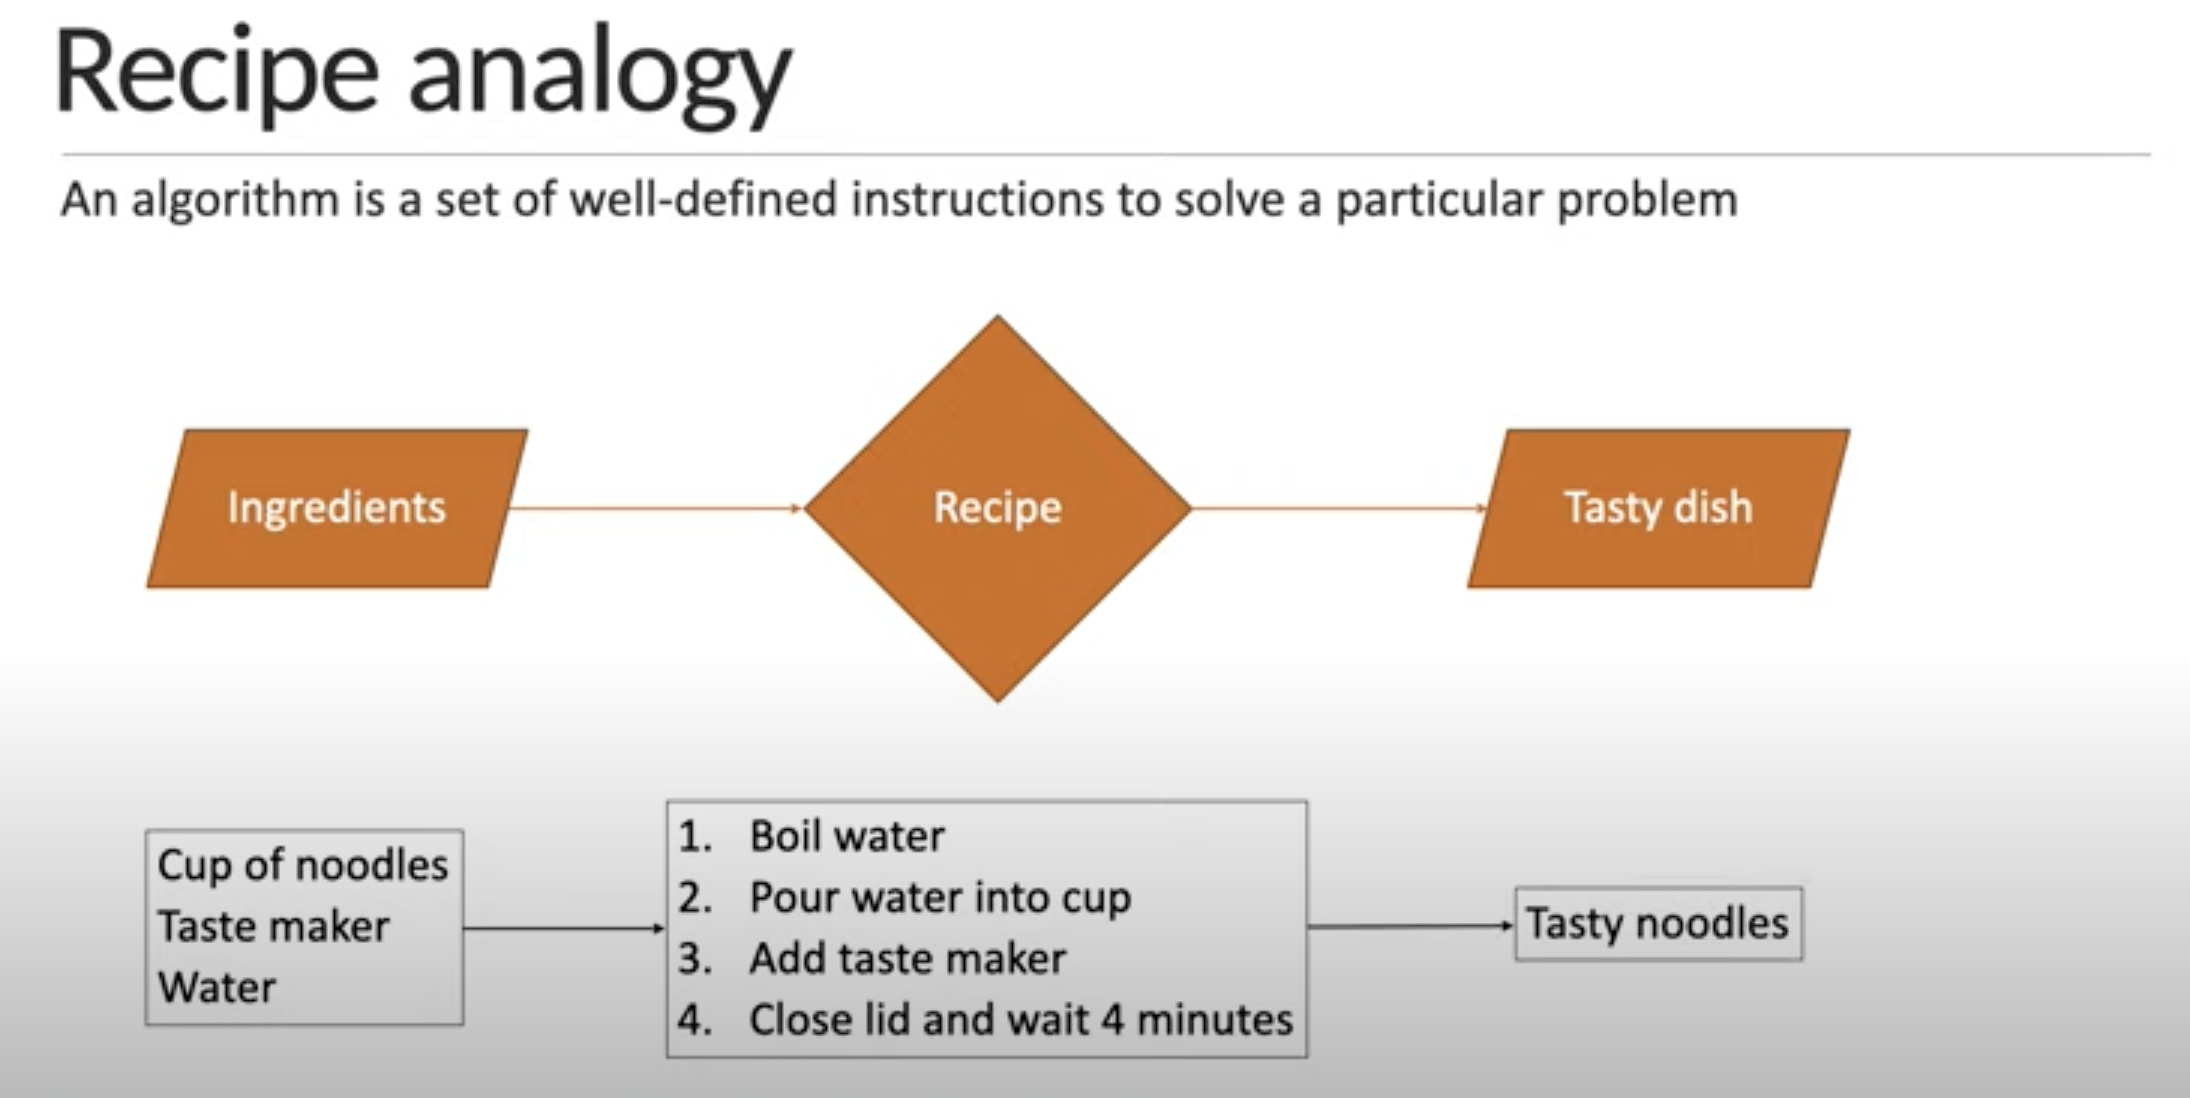 Recipe analogy
An algorithm is a set of well-defined instructions to solve a particular problem
Ingredients
Recipe
Tasty dish
Cup of noodles
Taste maker
Water
1. Boil water
2. Pour water into cup
3. Add taste maker
4. Close lid and wait 4 minutes
Tasty noodles